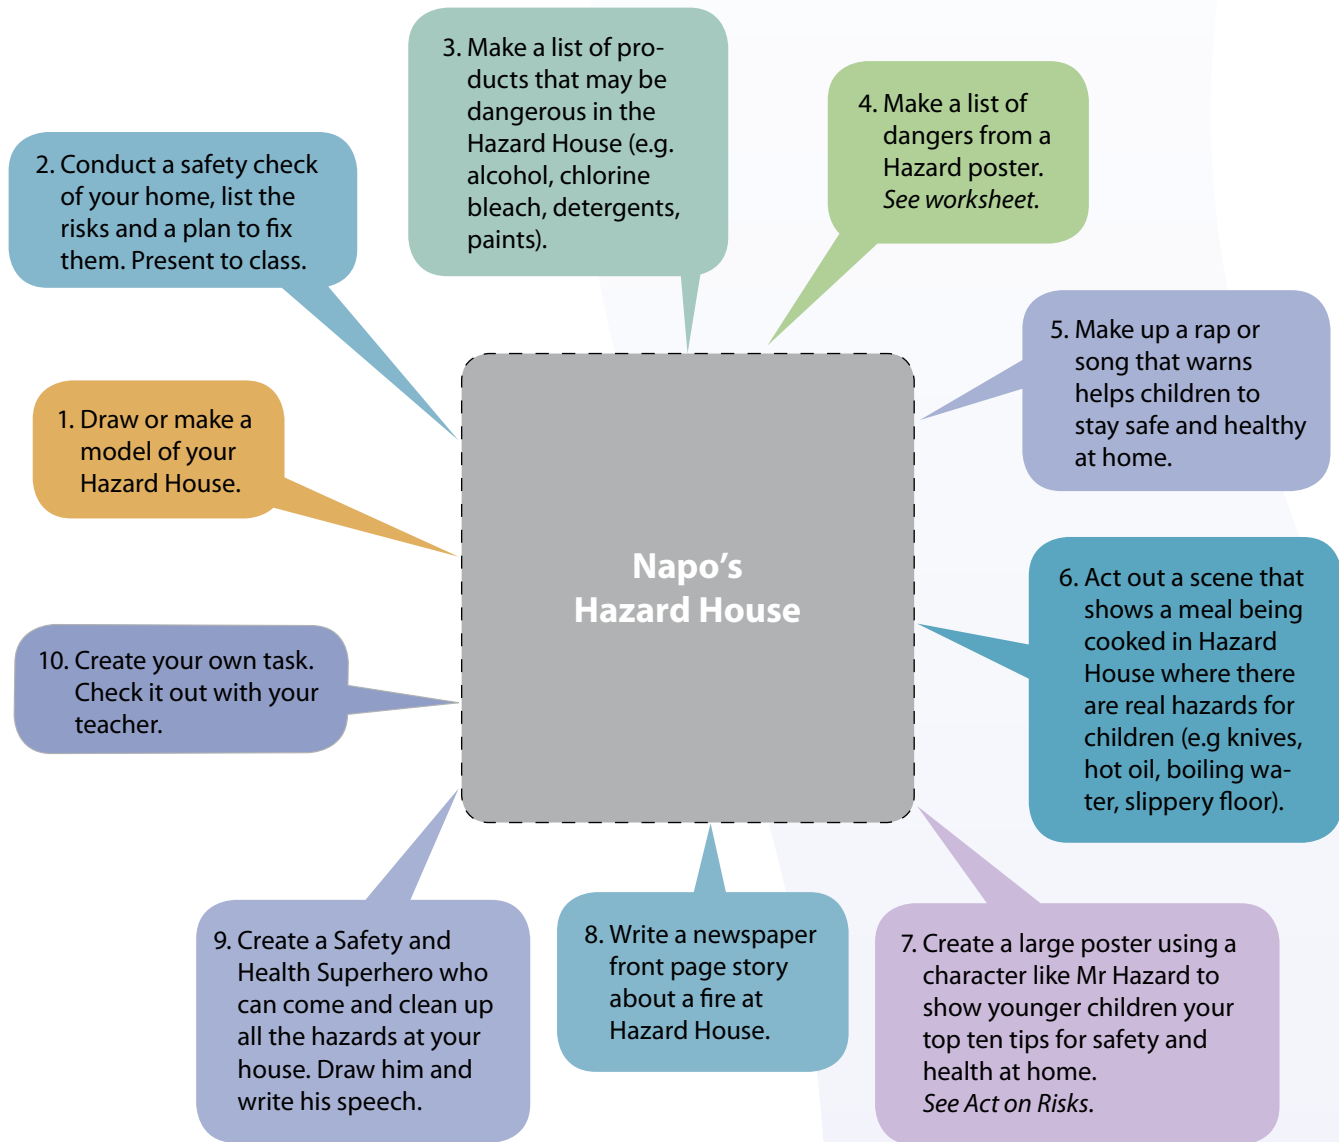 1. Draw or make a
model of your
Hazard House.
2. Conduct a safety check
of your home, list the
risks and a plan to fix
them. Present to class.
3. Make a list of pro-
ducts that may be
dangerous in the
Hazard House (e.g.
alcohol, chlorine
bleach, detergents,
paints).
4. Make a list of
dangers from a
Hazard poster.
See worksheet.
5. Make up a rap or
song that warns
helps children to
stay safe and healthy
at home.
6. Act out a scene that
shows a meal being
cooked in Hazard
House where there
are real hazards for
children (e.g knives,
hot oil, boiling wa-
ter, slippery floor).
7. Create a large poster using a
character like Mr Hazard to
show younger children your
top ten tips for safety and
health at home.
See Act on Risks.
8. Write a newspaper
front page story
about a fire at
Hazard House.
9. Create a Safety and
Health Superhero who
can come and clean up
all the hazards at your
house. Draw him and
write his speech.
10. Create your own task.
Check it out with your
teacher.
Napo's
Hazard House